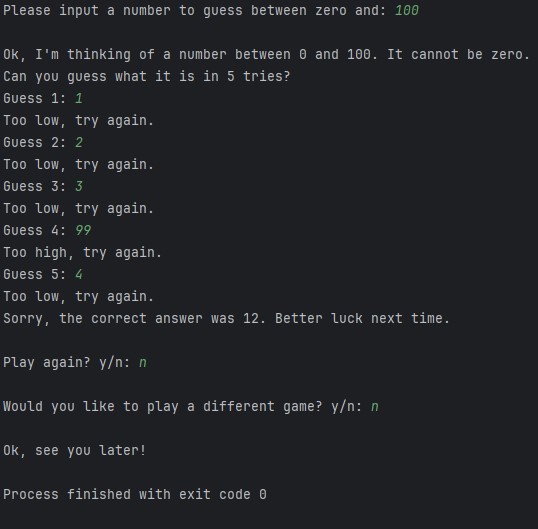 Please input a number to guess between zero and: 100
Ok, I'm thinking of a number between 0 and 100. It cannot be zero.
Can you guess what it is in 5 tries?
Guess 1: 1
Too low, try again.
Guess 2: 2
Too low, try again.
Guess 3: 3
Too low, try again.
Guess 4: 99
Too high, try again.
Guess 5: 4
Too low, try again.
Sorry, the correct answer was 12. Better luck next time.
Play again? y/n: n
Would you like to play a different game? y/n: n
Ok, see you later!
Process finished with exit code 0